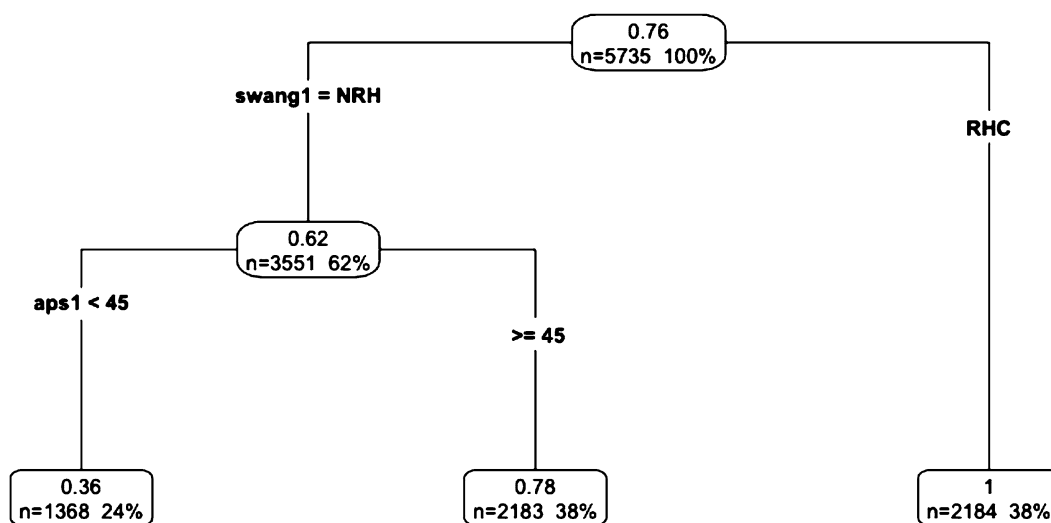 0.76
n=5735 100%
swang1 = NRH
RHC
0.62
n=3551 62%
aps1 < 45
>= 45
0.36
n=1368 24%
0.78
n=2183 38%
1
n=2184 38%